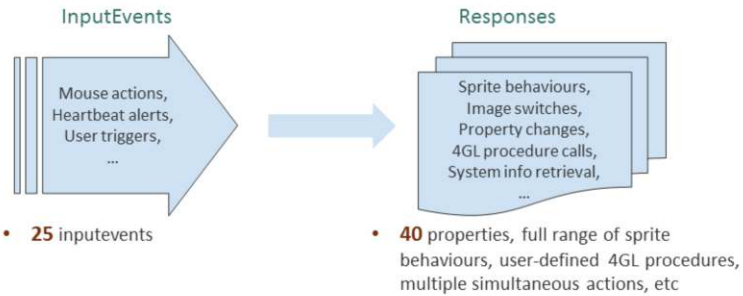 InputEvents
Mouse actions,
Heartbeat alerts,
User triggers,
...
• 25 inputevents
Responses
Sprite behaviours,
Image switches,
Property changes,
4GL procedure calls,
System info retrieval,
...
• 40 properties, full range of sprite
behaviours, user-defined 4GL procedures,
multiple simultaneous actions, etc